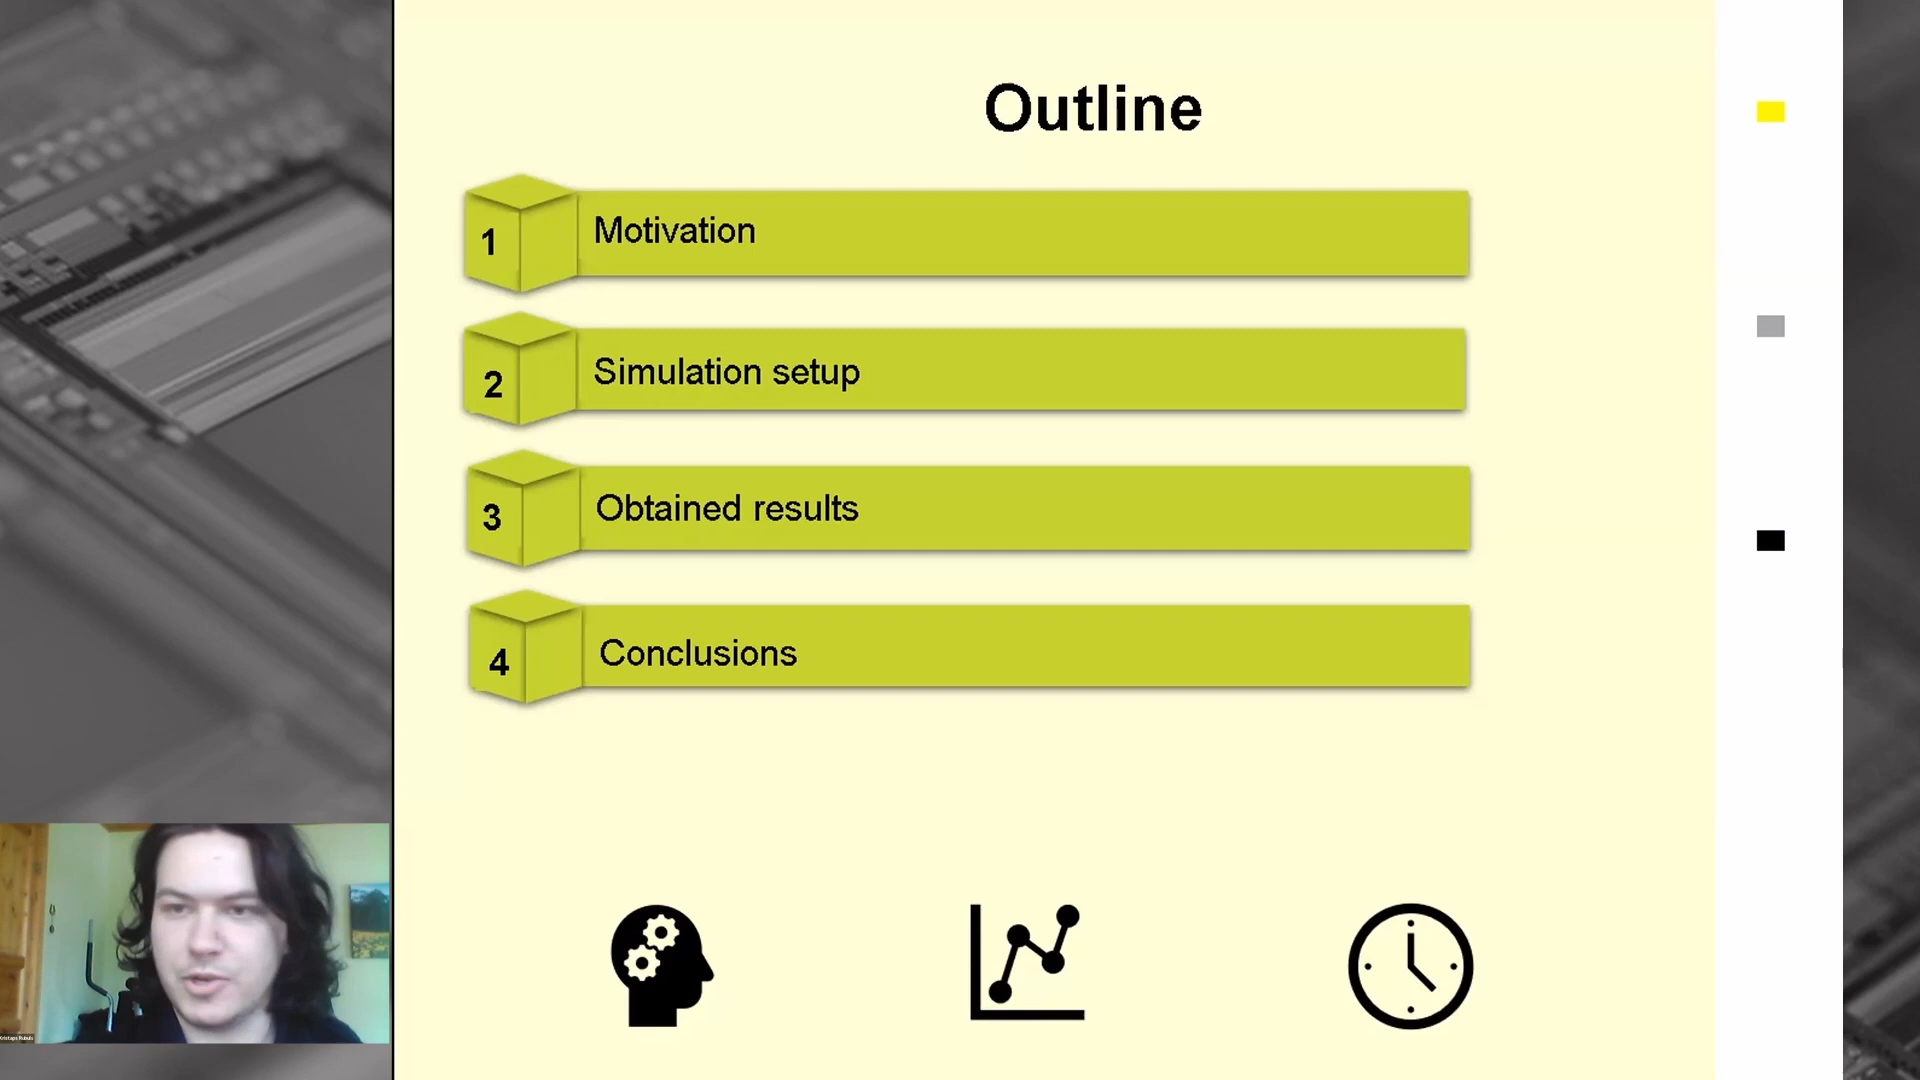 Outline
1
Motivation
2
Simulation setup
3
Obtained results
4
Conclusions